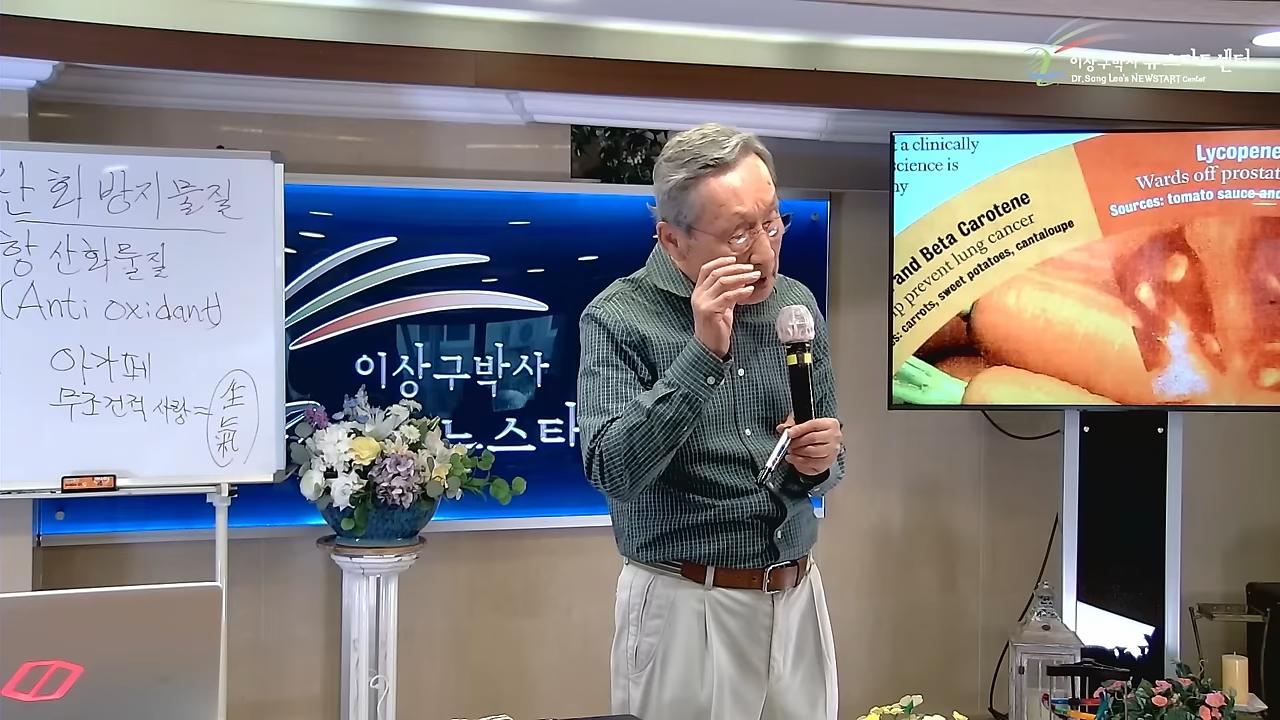 산화방지물질
항산화물질
(Anti oxidant)
아가페
무조건적 사랑 = 生氣
이상구박사
뉴스타
이상구박사 뉴스타트센터
Dr.Sang Lee's NEWSTART Center
t a clinically
science is
hy
and Beta Carotene
p prevent lung cancer
s: carrots, sweet potatoes, cantaloupe
Lycopene
Wards off prostat
Sources: tomato sauce and